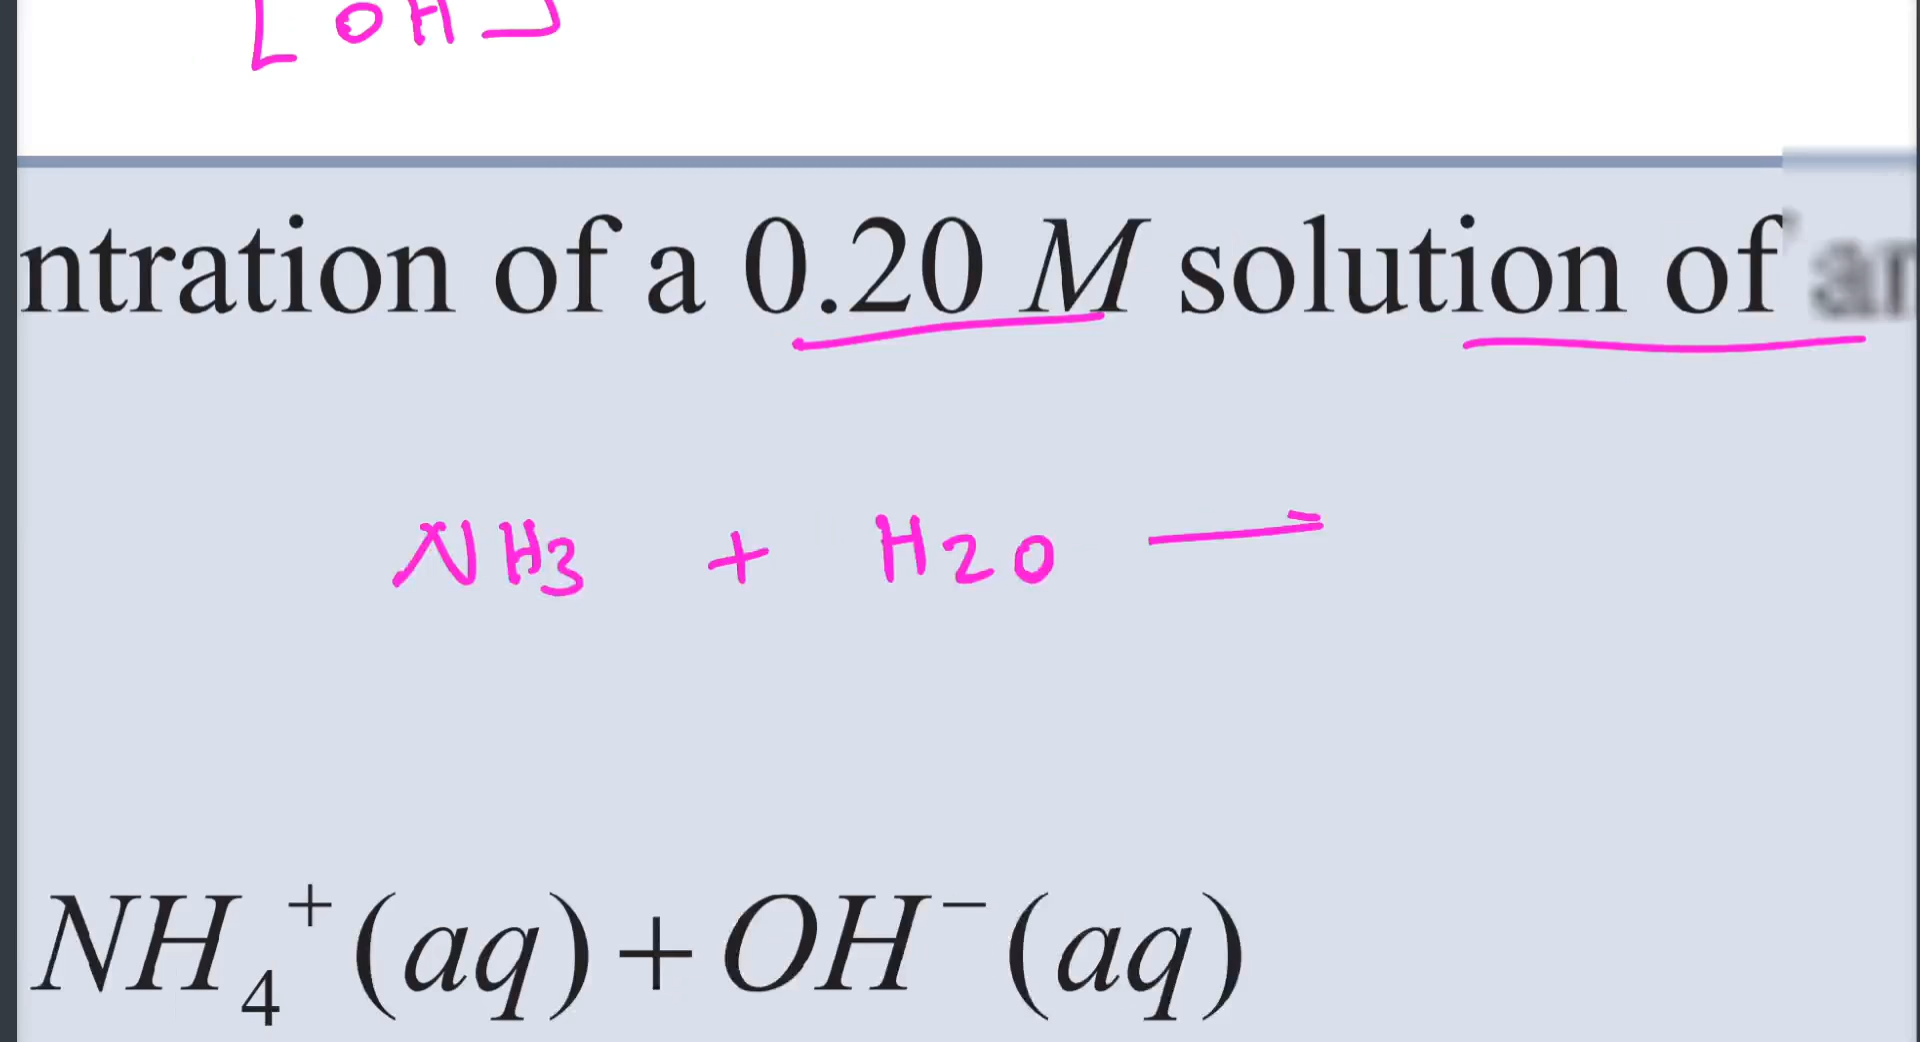 [OH]
ntration of a 0.20 M solution of
NH3 + H2O →
NH₄⁺(aq)+OH⁻(aq)